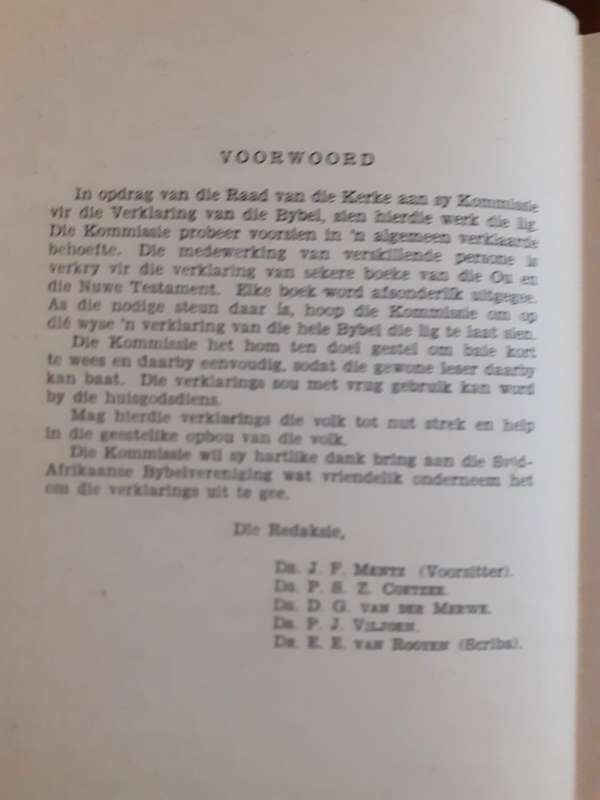 VOORWOORD
In opdrag van die Raad van die Kerke aan sy Kommissie
vir die Verklaring van die Bybel, sien hierdie werk die lig.
Die Kommissie probeer voorsien in 'n algemeen verklaarde
behoefte. Die medewerking van verskillende persone is
verkry vir die verklaring van sekere boeke van die Ou en
die Nuwe Testament. Elke boek word afsonderlik uitgegee.
As die nodige steun daar is, hoop die Kommissie om op
dié wyse 'n verklaring van die hele Bybel die lig te laat sien.
Die Kommissie het hom ten doel gestel om baie kort
te wees en daarby eenvoudig, sodat die gewone leser daarby
kan baat. Die verklarings sou met vrug gebruik kan word
by die huisgodsdiens.
Mag hierdie verklarings die volk tot nut strek en help
in die geestelike opbou van die volk.
Die Kommissie wil sy hartlike dank bring aan die Suid-
Afrikaanse Bybelvereniging wat vriendelik onderneem het
om die verklarings uit te gee.
Die Redaksie,
DR. J. F. MENTZ (Voorsitter).
DS. P. S. Z. COETZEE.
DS. D. G. VAN DER MERWE.
DS. P. J. VILJOEN.
DR. E. E. VAN ROOYEN (Scriba).